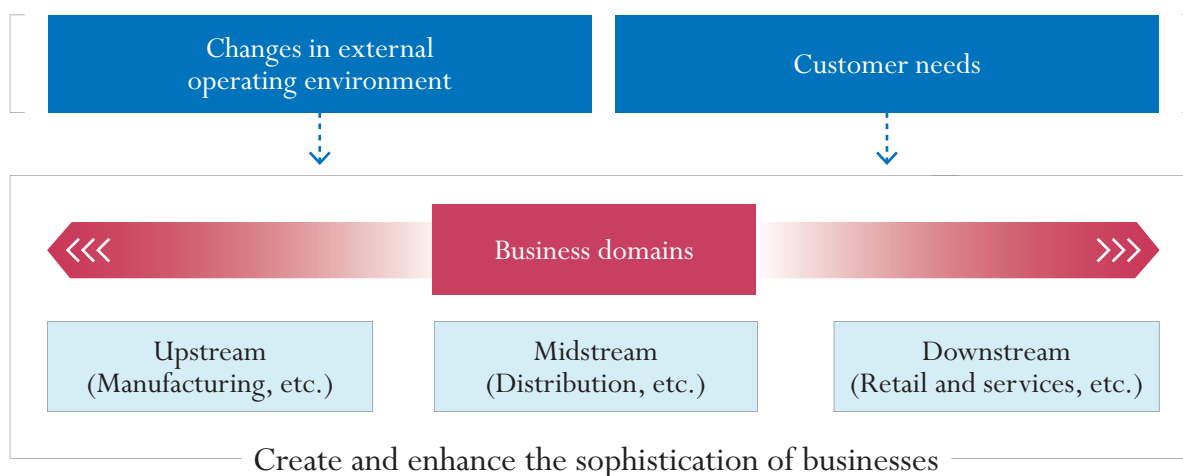 Changes in external
operating environment
Customer needs
Business domains
Upstream
(Manufacturing, etc.)
Midstream
(Distribution, etc.)
Downstream
(Retail and services, etc.)
Create and enhance the sophistication of businesses